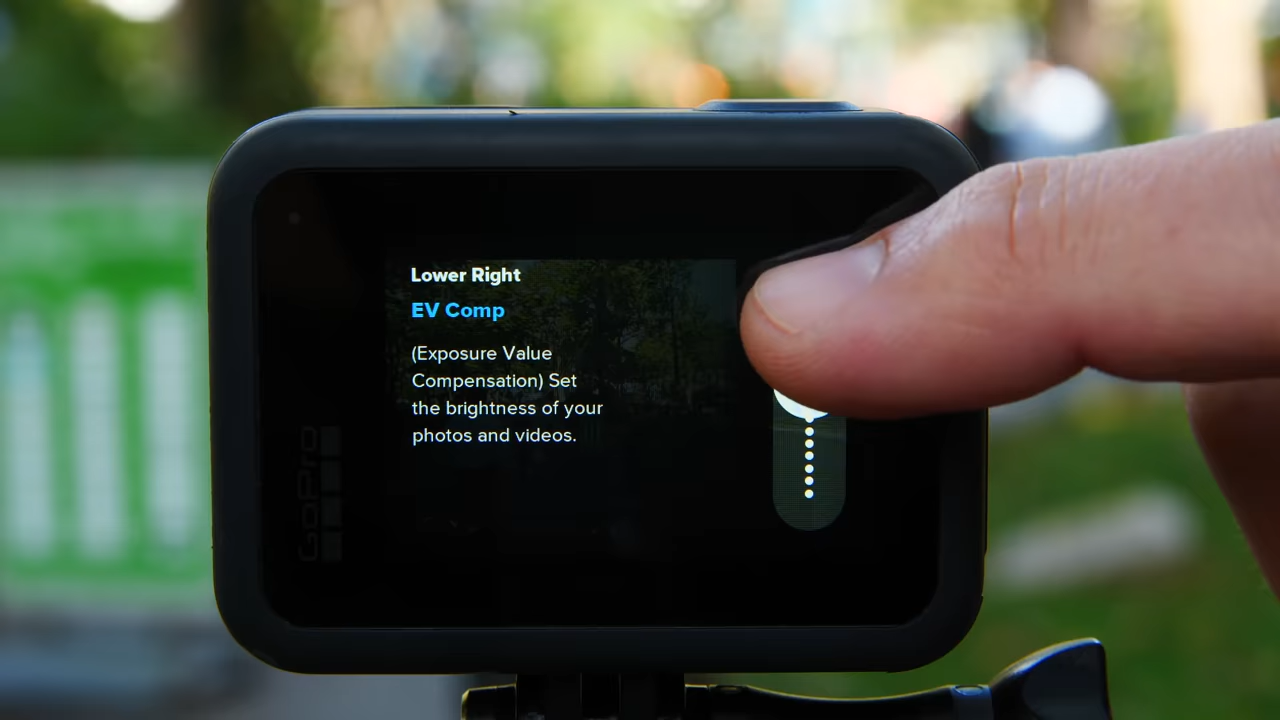 Lower Right
EV Comp
(Exposure Value
Compensation) Set
the brightness of your
photos and videos.
GoPro